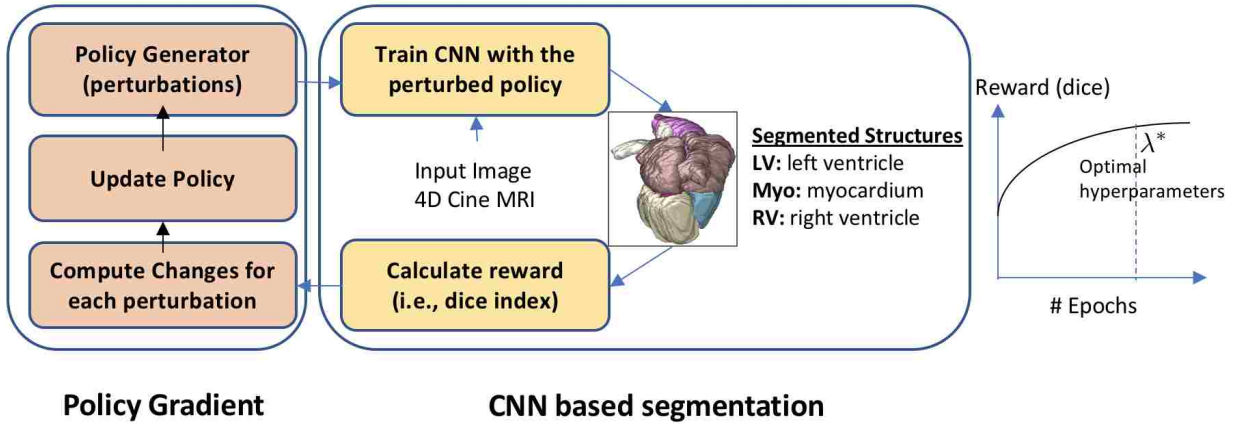 Policy Generator
(perturbations)
Update Policy
Compute Changes for
each perturbation
Train CNN with the
perturbed policy
Input Image
4D Cine MRI
Calculate reward
(i.e., dice index)
Segmented Structures
LV: left ventricle
Myo: myocardium
RV: right ventricle
Reward (dice)
λ*
Optimal
hyperparameters
# Epochs
Policy Gradient
CNN based segmentation